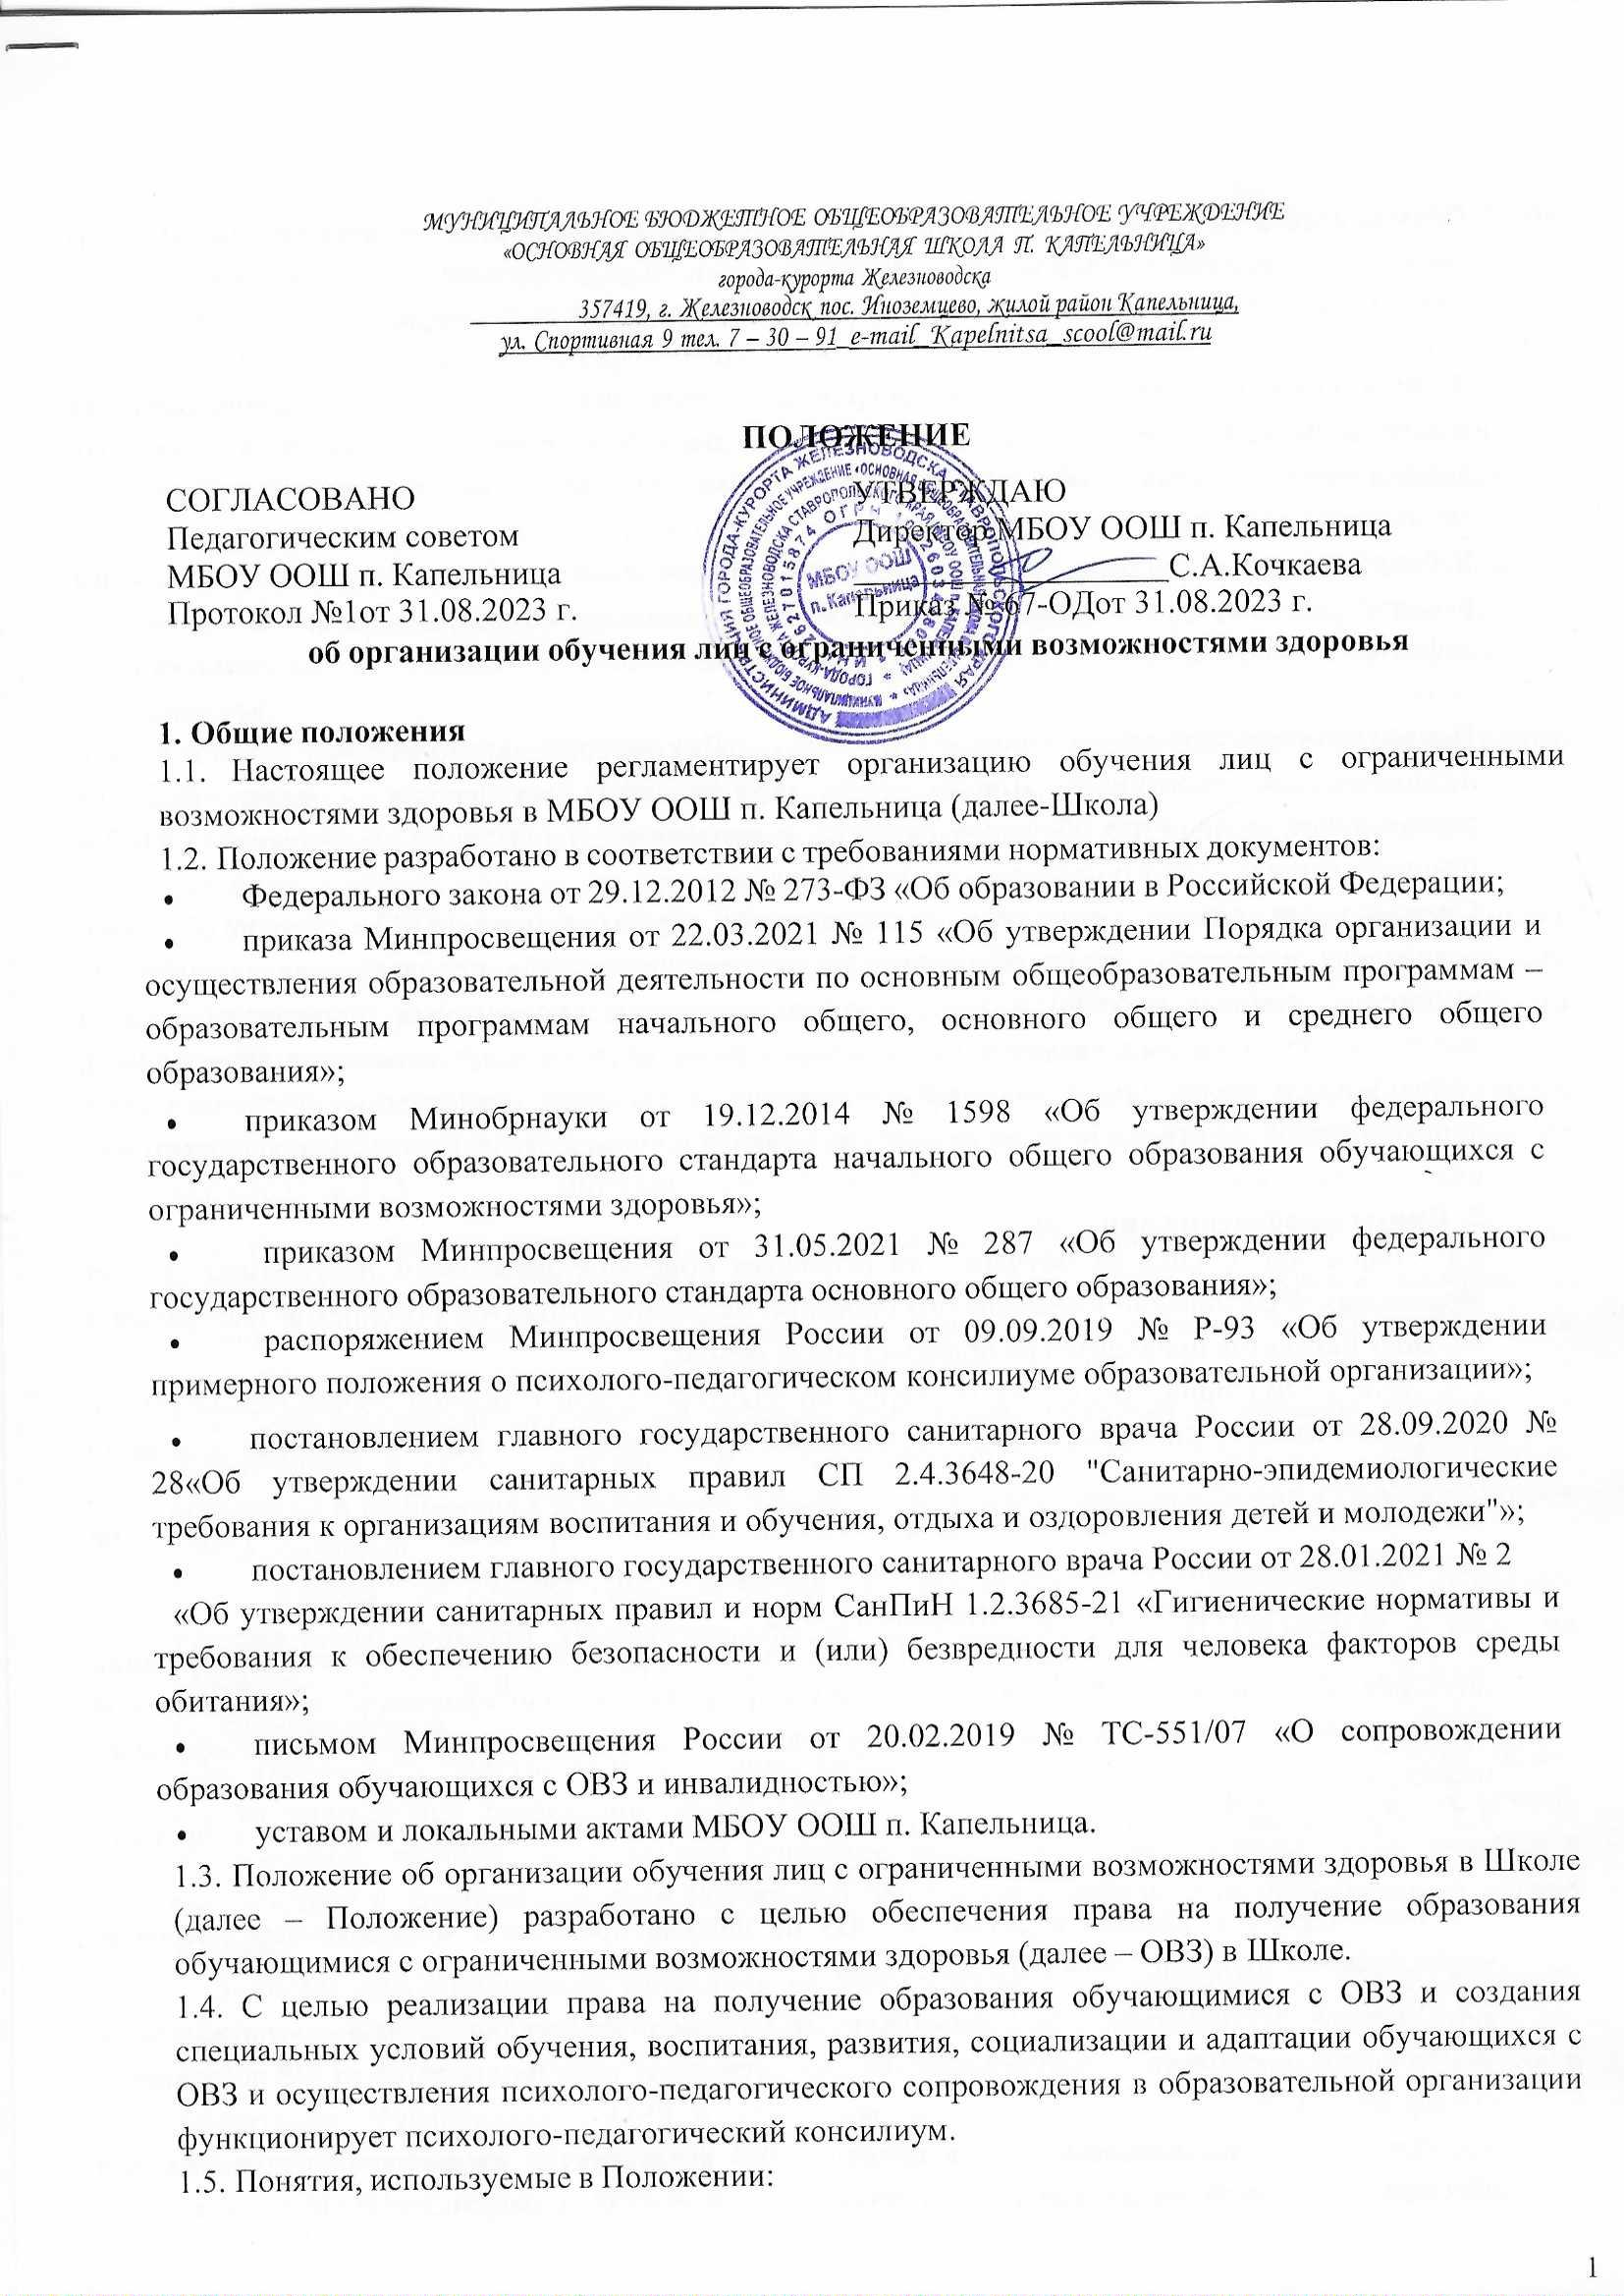 МУНИЦИПАЛЬНОЕ БЮДЖЕТНОЕ ОБЩЕОБРАЗОВАТЕЛЬНОЕ УЧРЕЖДЕНИЕ
«ОСНОВНАЯ ОБЩЕОБРАЗОВАТЕЛЬНАЯ ШКОЛА П. КАПЕЛЬНИЦА»
города-курорта Железноводска
357419, г. Железноводск пос. Иноземцево, жилой район Капельница,
ул. Спортивная 9 тел. 7 – 30 – 91 e-mail_Kapelnitsa_scool@mail.ru
ПОЛОЖЕНИЕ
СОГЛАСОВАНО
Педагогическим советом
МБОУ ООШ п. Капельница
Протокол №1от 31.08.2023 г.
УТВЕРЖДАЮ
Директор МБОУ ООШ п. Капельница
С.А.Кочкаева
Приказ № 67-ОДот 31.08.2023 г.
МБОУ ООШ
п. Капельница
об организации обучения лиц с ограниченными возможностями здоровья
1. Общие положения
1.1. Настоящее положение регламентирует организацию обучения лиц с ограниченными
возможностями здоровья в МБОУ ООШ п. Капельница (далее-Школа)
1.2. Положение разработано в соответствии с требованиями нормативных документов:
• Федерального закона от 29.12.2012 № 273-ФЗ «Об образовании в Российской Федерации;
• приказа Минпросвещения от 22.03.2021 № 115 «Об утверждении Порядка организации и
осуществления образовательной деятельности по основным общеобразовательным программам –
образовательным программам начального общего, основного общего и среднего общего
образования»;
• приказом Минобрнауки от 19.12.2014 № 1598 «Об утверждении федерального
государственного образовательного стандарта начального общего образования обучающихся с
ограниченными возможностями здоровья»;
• приказом Минпросвещения от 31.05.2021 № 287 «Об утверждении федерального
государственного образовательного стандарта основного общего образования»;
• распоряжением Минпросвещения России от 09.09.2019 № Р-93 «Об утверждении
примерного положения о психолого-педагогическом консилиуме образовательной организации»;
• постановлением главного государственного санитарного врача России от 28.09.2020 №
28«Об утверждении санитарных правил СП 2.4.3648-20 "Санитарно-эпидемиологические
требования к организациям воспитания и обучения, отдыха и оздоровления детей и молодежи"»;
• постановлением главного государственного санитарного врача России от 28.01.2021 № 2
«Об утверждении санитарных правил и норм СанПиН 1.2.3685-21 «Гигиенические нормативы и
требования к обеспечению безопасности и (или) безвредности для человека факторов среды
обитания»;
• письмом Минпросвещения России от 20.02.2019 № ТС-551/07 «О сопровождении
образования обучающихся с ОВЗ и инвалидностью»;
• уставом и локальными актами МБОУ ООШ п. Капельница.
1.3. Положение об организации обучения лиц с ограниченными возможностями здоровья в Школе
(далее – Положение) разработано с целью обеспечения права на получение образования
обучающимися с ограниченными возможностями здоровья (далее – ОВЗ) в Школе.
1.4. С целью реализации права на получение образования обучающимися с ОВЗ и создания
специальных условий обучения, воспитания, развития, социализации и адаптации обучающихся с
ОВЗ и осуществления психолого-педагогического сопровождения в образовательной организации
функционирует психолого-педагогический консилиум.
1.5. Понятия, используемые в Положении:
1